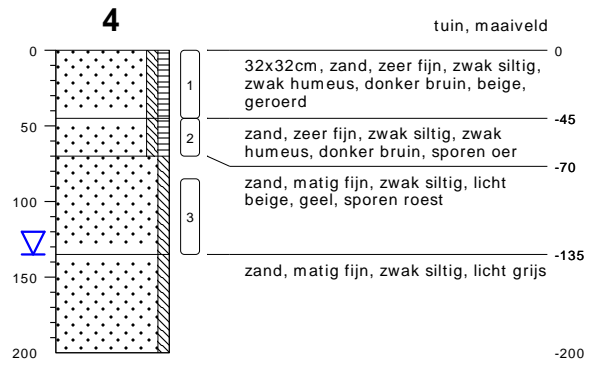 4
tuin, maaiveld
0
50
100
150
200
1
2
3
0
32x32cm, zand, zeer fijn, zwak siltig,
zwak humeus, donker bruin, beige,
geroerd
-45
zand, zeer fijn, zwak siltig, zwak
humeus, donker bruin, sporen oer
-70
zand, matig fijn, zwak siltig, licht
beige, geel, sporen roest
-135
zand, matig fijn, zwak siltig, licht grijs
-200